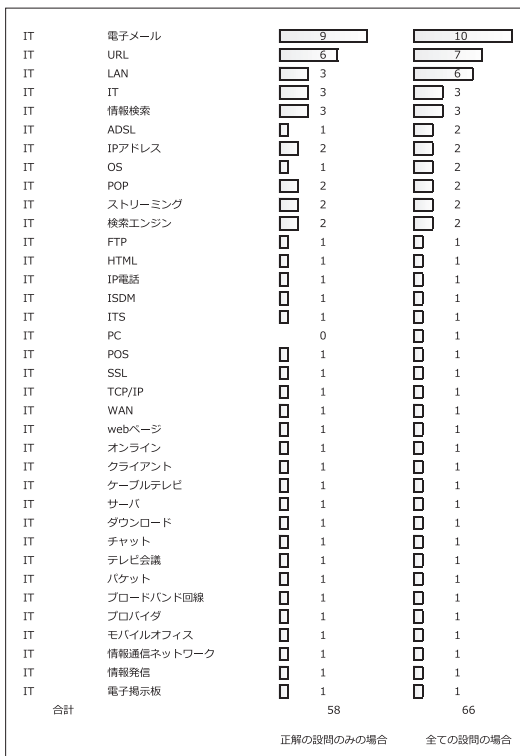 IT 電子メール 9 10
IT URL 6 7
IT LAN 3 6
IT IT 3 3
IT 情報検索 3 3
IT ADSL 1 2
IT IPアドレス 2 2
IT OS 1 2
IT POP 2 2
IT ストリーミング 2 2
IT 検索エンジン 2 2
IT FTP 1 1
IT HTML 1 1
IT IP電話 1 1
IT ISDM 1 1
IT ITS 1 1
IT PC 0 1
IT POS 1 1
IT SSL 1 1
IT TCP/IP 1 1
IT WAN 1 1
IT webページ 1 1
IT オンライン 1 1
IT クライアント 1 1
IT ケーブルテレビ 1 1
IT サーバ 1 1
IT ダウンロード 1 1
IT チャット 1 1
IT テレビ会議 1 1
IT パケット 1 1
IT ブロードバンド回線 1 1
IT プロバイダ 1 1
IT モバイルオフィス 1 1
IT 情報通信ネットワーク 1 1
IT 情報発信 1 1
IT 電子掲示板 1 1
合計 58 66
正解の設問のみの場合 全ての設問の場合